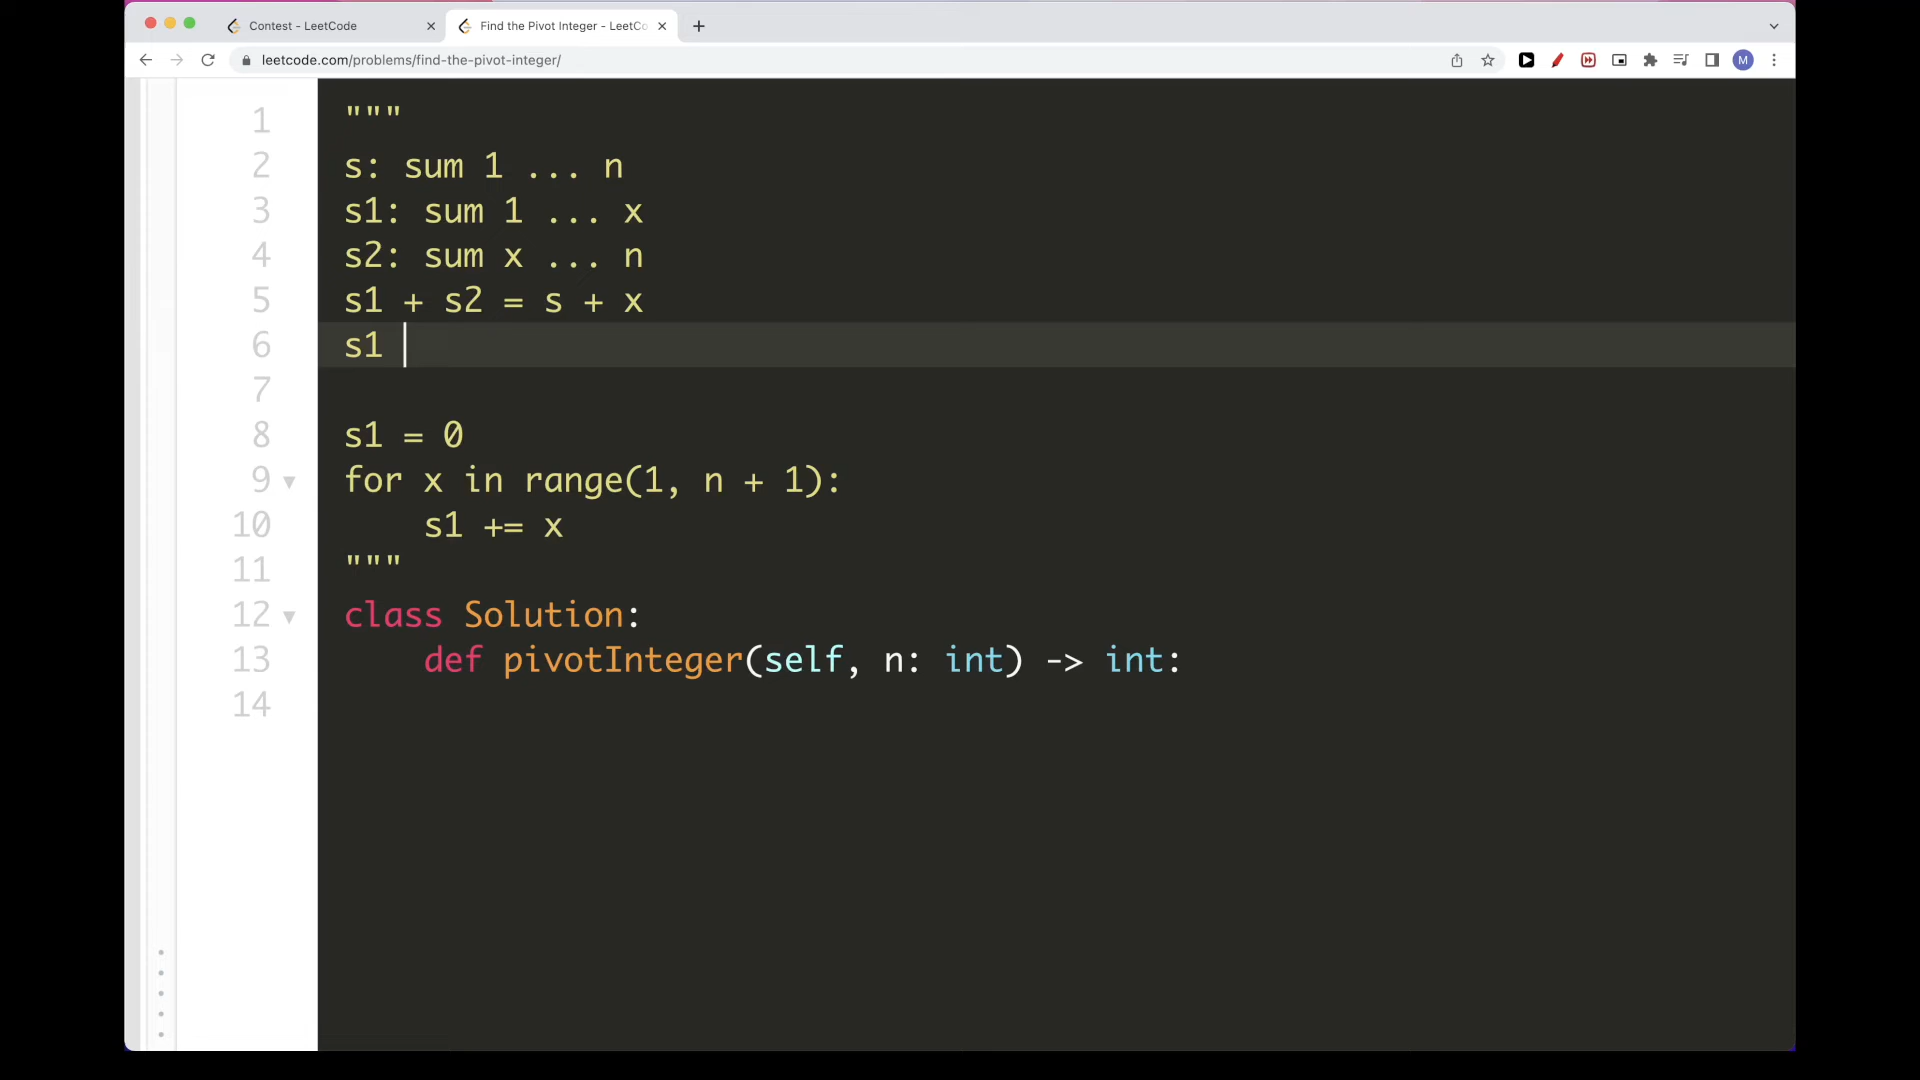 Contest - LeetCode
Find the Pivot Integer - LeetCo
leetcode.com/problems/find-the-pivot-integer/
M
1 """
2 s: sum 1 ... n
3 s1: sum 1 ... x
4 s2: sum x ... n
5 s1 + s2 = s + x
6 s1
7
8 s1 = 0
9 for x in range(1, n + 1):
10 s1 += x
11 """
12 class Solution:
13 def pivotInteger(self, n: int) -> int:
14